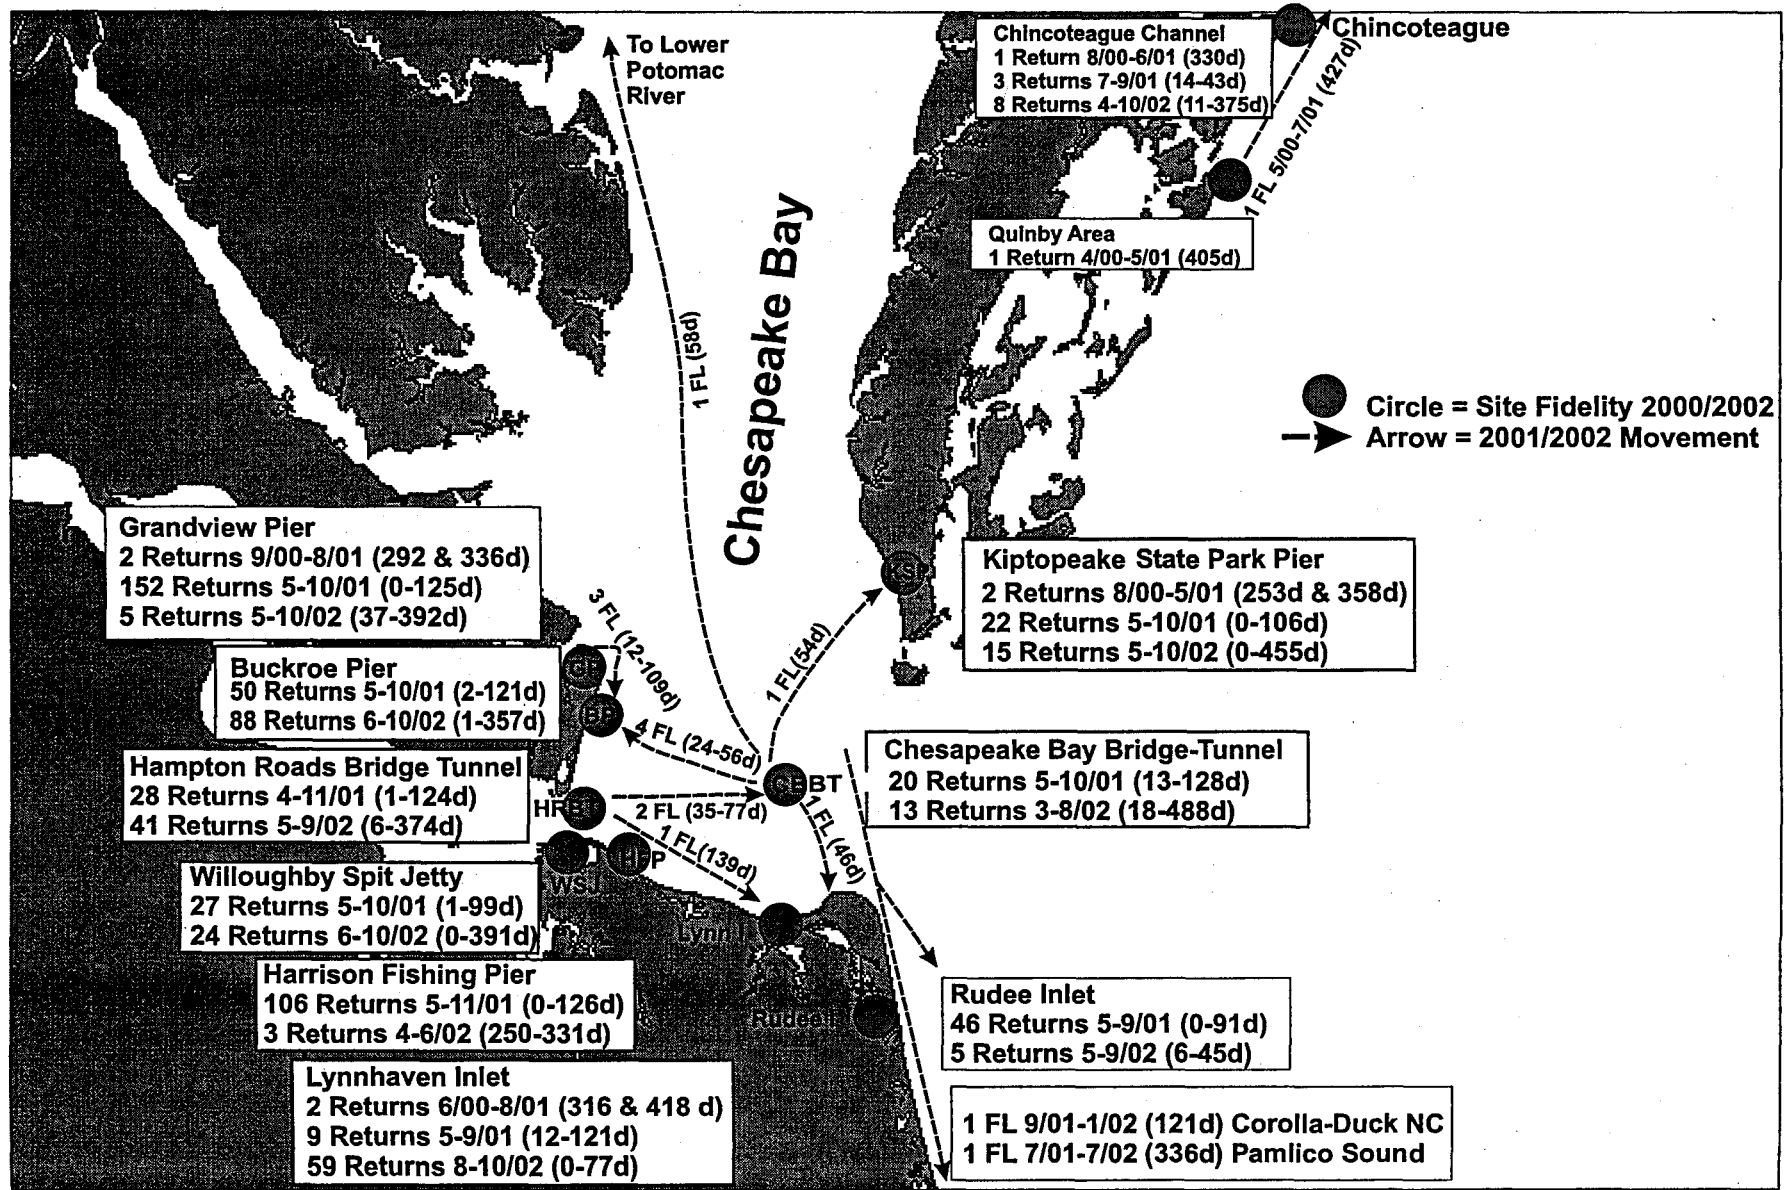 To Lower
Potomac
River
Chincoteague Channel
1 Return 8/00-6/01 (330d)
3 Returns 7-9/01 (14-43d)
8 Returns 4-10/02 (11-375d)
Chincoteague
1 FL 5/00-7/01 (427d)
Quinby Area
1 Return 4/00-5/01 (405d)
Chesapeake Bay
1 FL (58d)
Circle = Site Fidelity 2000/2002
Arrow = 2001/2002 Movement
Grandview Pier
2 Returns 9/00-8/01 (292 & 336d)
152 Returns 5-10/01 (0-125d)
5 Returns 5-10/02 (37-392d)
KSP
Kiptopeake State Park Pier
2 Returns 8/00-5/01 (253d & 358d)
22 Returns 5-10/01 (0-106d)
15 Returns 5-10/02 (0-455d)
3 FL (12-109d)
1 FL(54d)
GP
Buckroe Pier
50 Returns 5-10/01 (2-121d)
88 Returns 6-10/02 (1-357d)
BP
4 FL (24-56d)
Chesapeake Bay Bridge-Tunnel
20 Returns 5-10/01 (13-128d)
13 Returns 3-8/02 (18-488d)
Hampton Roads Bridge Tunnel
28 Returns 4-11/01 (1-124d)
41 Returns 5-9/02 (6-374d)
HRBT
2 FL (35-77d)
CBBT
1 FL(139d)
1 FL (46d)
WSJ
HFP
Willoughby Spit Jetty
27 Returns 5-10/01 (1-99d)
24 Returns 6-10/02 (0-391d)
Lynn I
Harrison Fishing Pier
106 Returns 5-11/01 (0-126d)
3 Returns 4-6/02 (250-331d)
Rudee I
Rudee Inlet
46 Returns 5-9/01 (0-91d)
5 Returns 5-9/02 (6-45d)
Lynnhaven Inlet
2 Returns 6/00-8/01 (316 & 418 d)
9 Returns 5-9/01 (12-121d)
59 Returns 8-10/02 (0-77d)
1 FL 9/01-1/02 (121d) Corolla-Duck NC
1 FL 7/01-7/02 (336d) Pamlico Sound